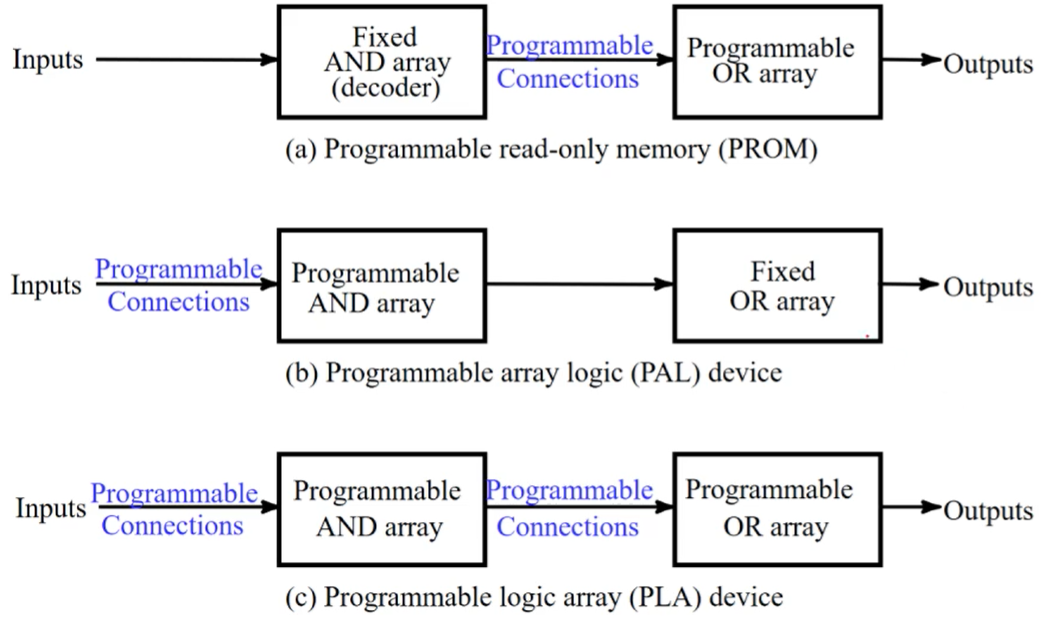 Inputs
Fixed
AND array
(decoder)
Programmable
Connections
Programmable
OR array
Outputs
(a) Programmable read-only memory (PROM)
Inputs
Programmable
Connections
Programmable
AND array
Fixed
OR array
Outputs
(b) Programmable array logic (PAL) device
Inputs
Programmable
Connections
Programmable
AND array
Programmable
Connections
Programmable
OR array
Outputs
(c) Programmable logic array (PLA) device